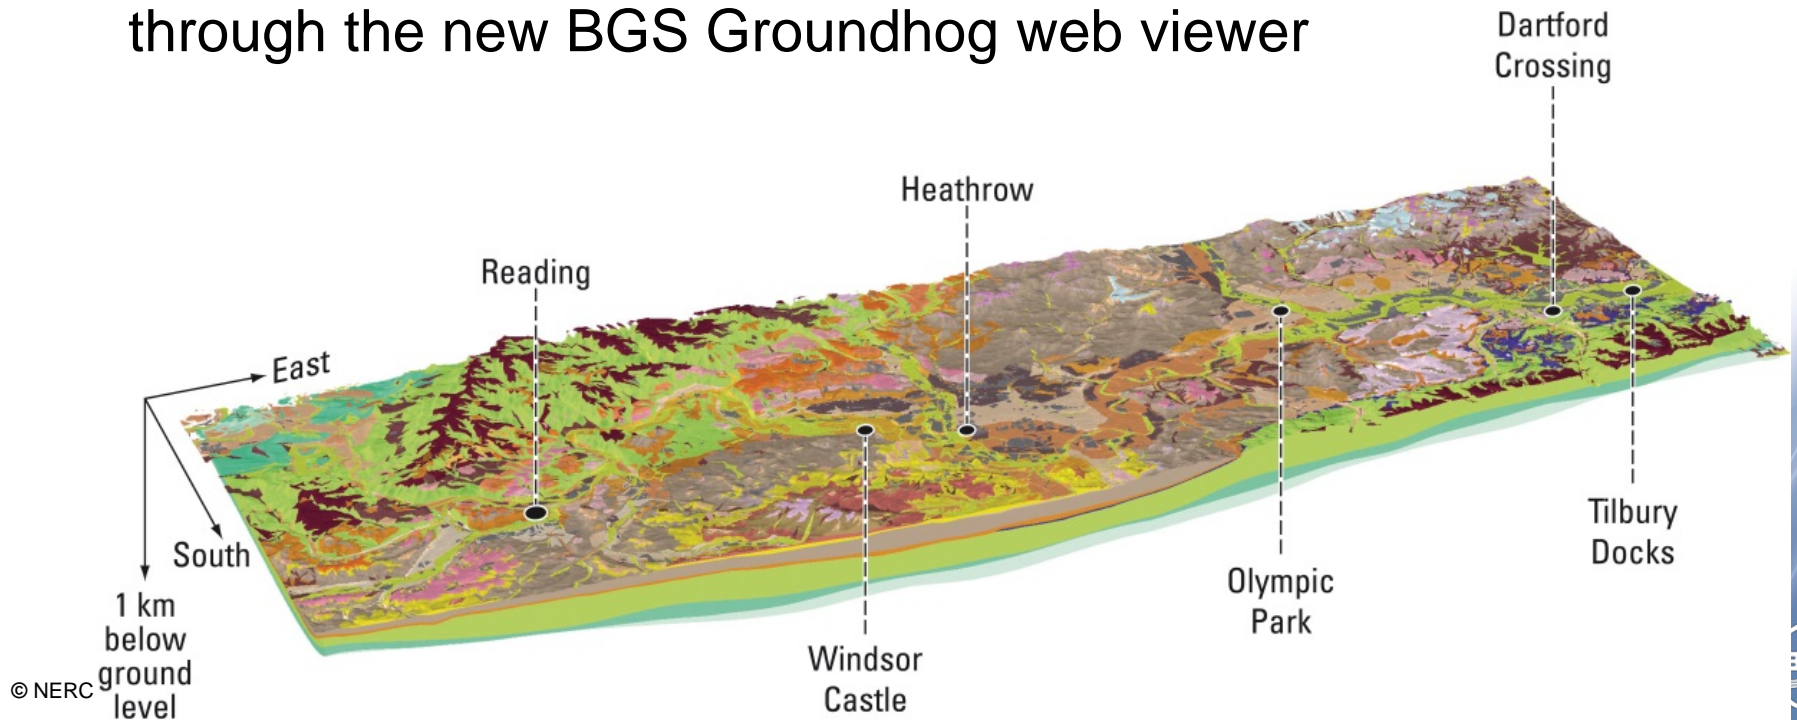 through the new BGS Groundhog web viewer
Dartford
Crossing
Heathrow
Reading
East
South
1 km
below
ground
level
Tilbury
Docks
Olympic
Park
Windsor
Castle
© NERC